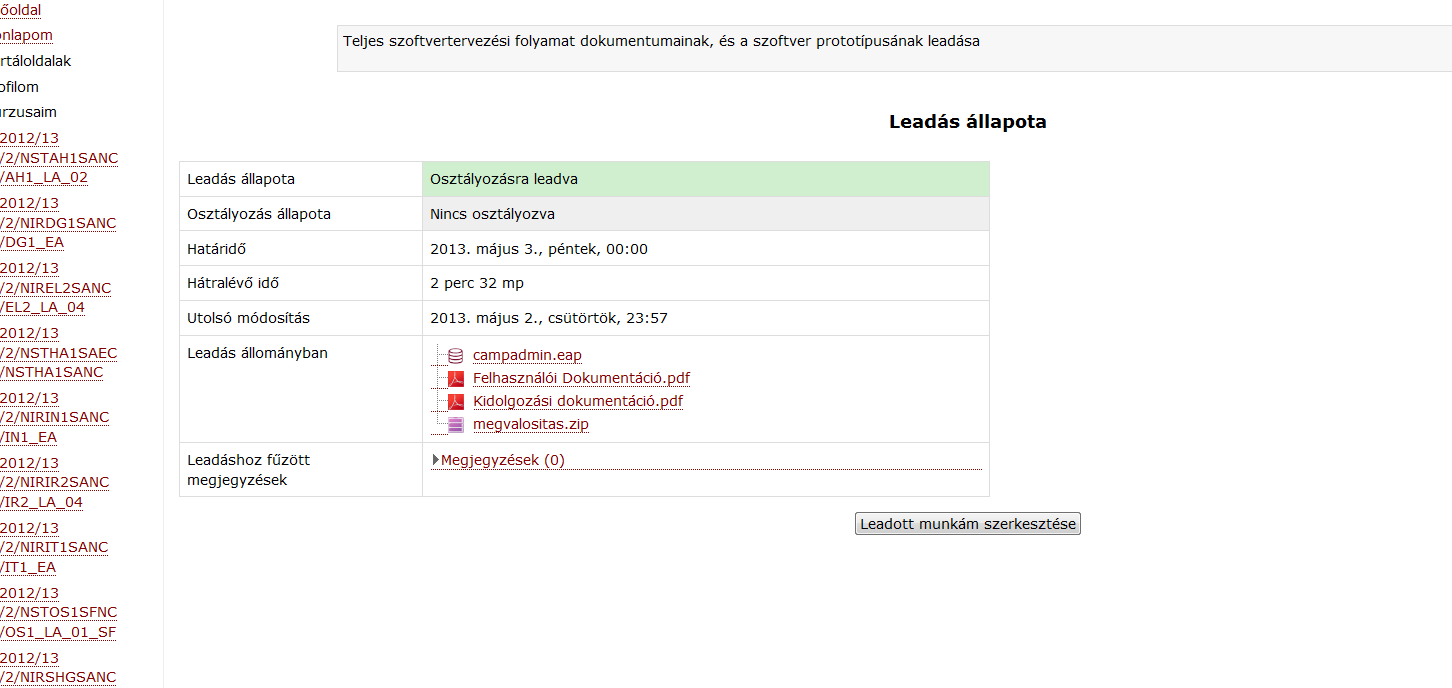 őoldal
onlapom
rtáloldalak
ofilom
urzusaim
2012/13
/2/NSTAH1SANC
/AH1_LA_02
2012/13
/2/NIRDG1SANC
/DG1_EA
2012/13
/2/NIREL2SANC
/EL2_LA_04
2012/13
/2/NSTHA1SAEC
/NSTHA1SANC
2012/13
/2/NIRIN1SANC
/IN1_EA
2012/13
/2/NIRIR2SANC
/IR2_LA_04
2012/13
/2/NIRIT1SANC
/IT1_EA
2012/13
/2/NSTOS1SFNC
/OS1_LA_01_SF
2012/13
/2/NIRSHGSANC
Teljes szoftvertervezési folyamat dokumentumainak, és a szoftver prototípusának leadása
Leadás állapota
Leadás állapota Osztályozásra leadva
Osztályozás állapota Nincs osztályozva
Határidő 2013. május 3., péntek, 00:00
Hátralévő idő 2 perc 32 mp
Utolsó módosítás 2013. május 2., csütörtök, 23:57
Leadás állományban campadmin.eap
Felhasználói Dokumentáció.pdf
Kidolgozási dokumentáció.pdf
megvalositas.zip
Leadáshoz fűzött Megjegyzések (0)
megjegyzések
Leadott munkám szerkesztése